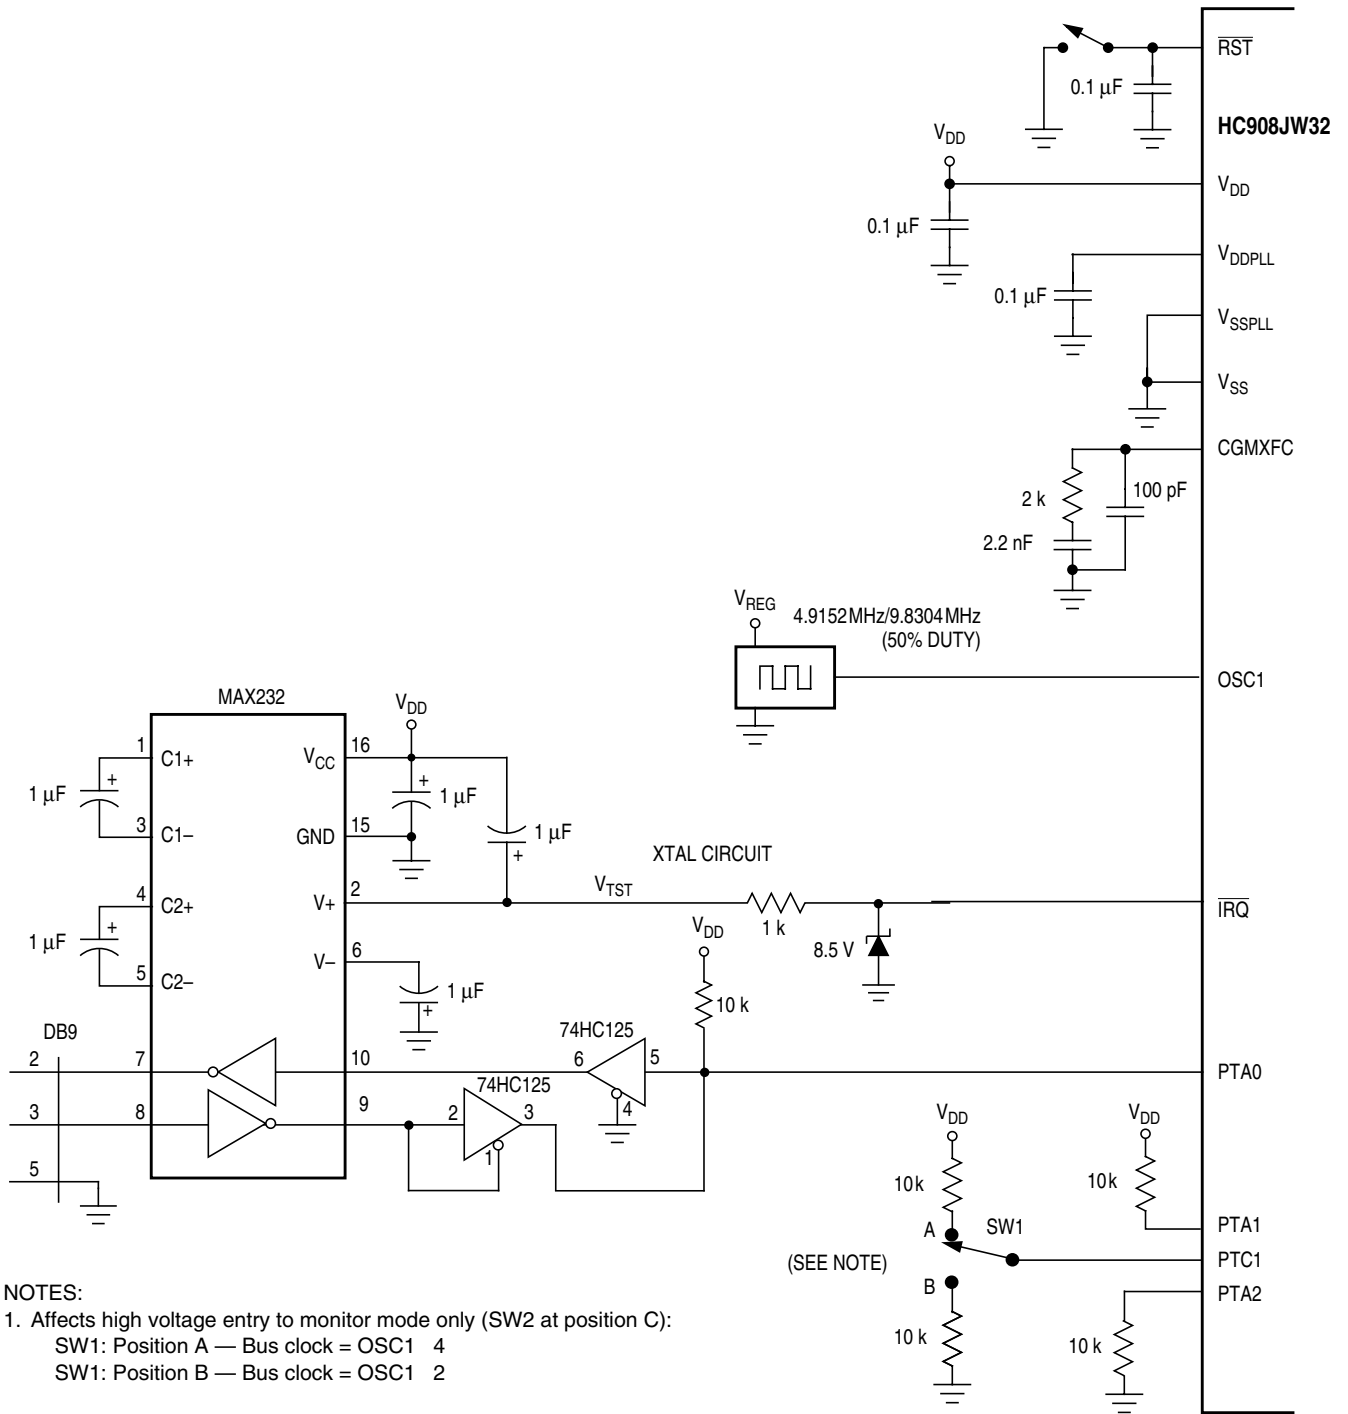 RST
0.1 µF
HC908JW32
VDD
VDD
0.1 µF
VDDPLL
0.1 µF
VSSPLL
VSS
CGMXFC
2 k
100 pF
2.2 nF
VREG
4.9152MHz/9.8304MHz
(50% DUTY)
OSC1
MAX232
VDD
1
C1+
VCC
16
1 µF
+
+
1 µF
3
C1–
GND
15
1 µF
+
XTAL CIRCUIT
4
C2+
V+
2
VTST
1 k
IRQ
1 µF
+
VDD
8.5 V
5
C2–
V–
6
1 µF
+
10 k
DB9
74HC125
2
7
10
6
5
PTA0
74HC125
4
3
8
9
2
3
1
5
VDD
VDD
10k
10k
A
SW1
PTA1
(SEE NOTE)
PTC1
B
PTA2
10 k
10 k
NOTES:
1. Affects high voltage entry to monitor mode only (SW2 at position C):
SW1: Position A — Bus clock = OSC1 4
SW1: Position B — Bus clock = OSC1 2